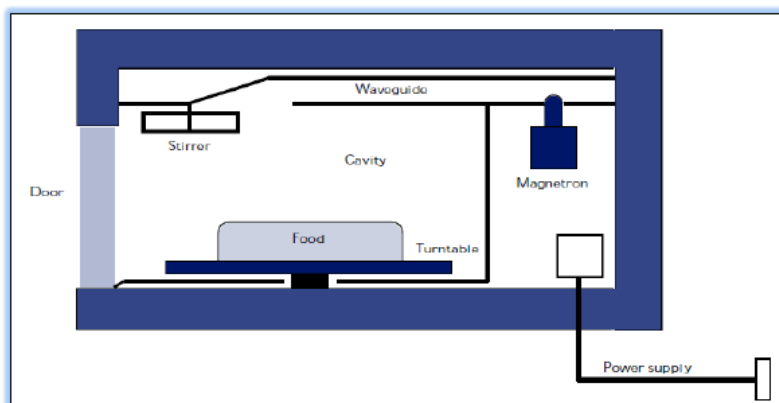 Waveguide
Stirrer
Cavity
Magnetron
Door
Food
Turntable
Power supply